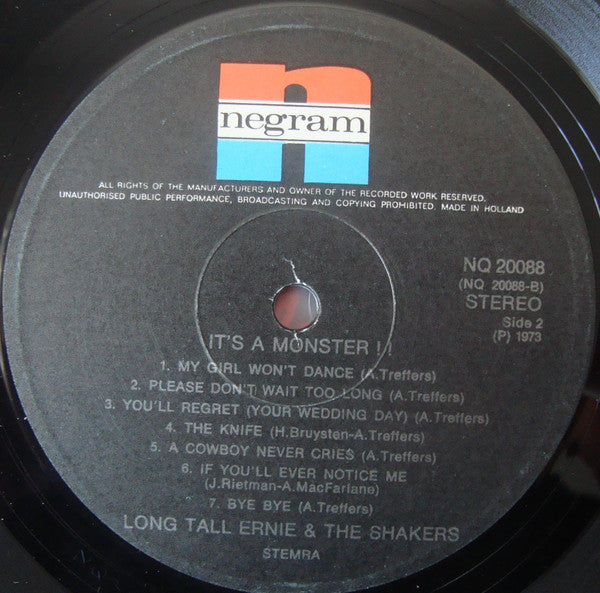 negram
ALL RIGHTS OF THE MANUFACTURERS AND OWNER OF THE RECORDED WORK RESERVED.
UNAUTHORISED PUBLIC PERFORMANCE, BROADCASTING AND COPYING PROHIBITED. MADE IN HOLLAND
NQ 20088
(NQ 20088-B)
STEREO
Side 2
(P) 1973
IT'S A MONSTER ! !
1. MY GIRL WON'T DANCE (A.Treffers)
2. PLEASE DON'T WAIT TOO LONG (A.Treffers)
3. YOU'LL REGRET (YOUR WEDDING DAY) (A.Treffers)
4. THE KNIFE (H.Bruysten-A.Treffers)
5. A COWBOY NEVER CRIES (A.Treffers)
6. IF YOU'LL EVER NOTICE ME
(J.Rietman-A.MacFarlane)
7. BYE BYE (A.Treffers)
LONG TALL ERNIE & THE SHAKERS
STEMRA